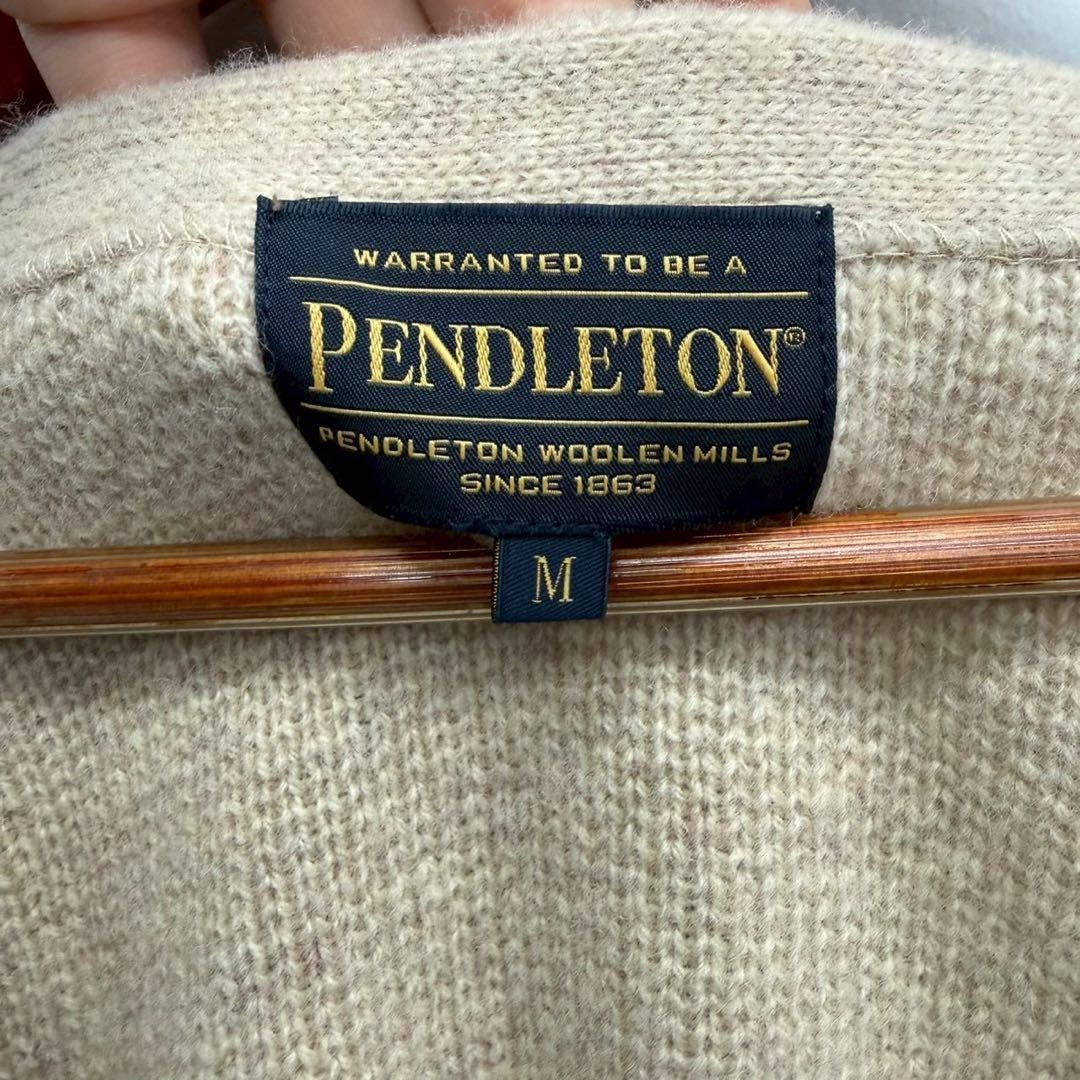 WARRANTED TO BE A
PENDLETON®
PENDLETON WOOLEN MILLS
SINCE 1863
M